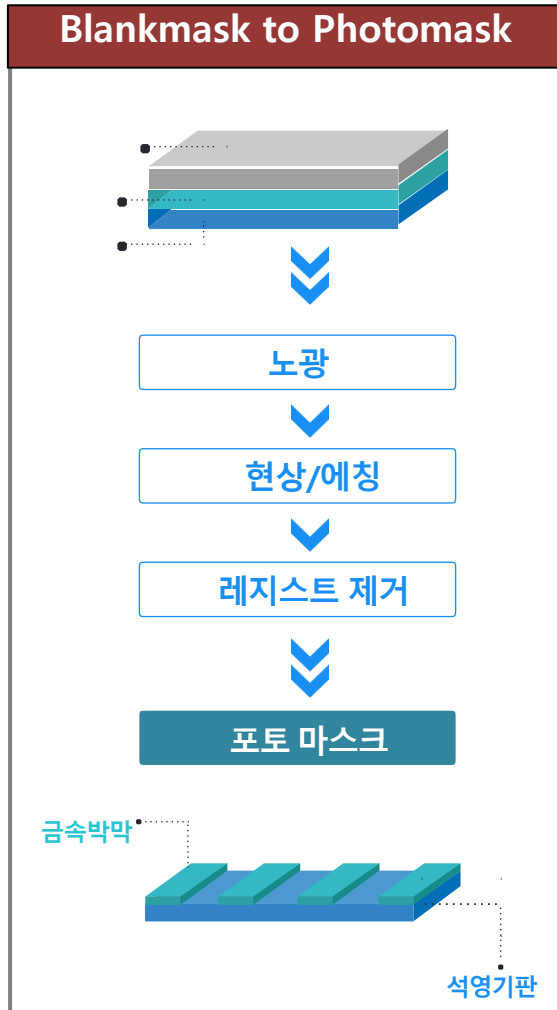 Blankmask to Photomask
노광
현상/에칭
레지스트 제거
포토 마스크
금속박막
석영기판